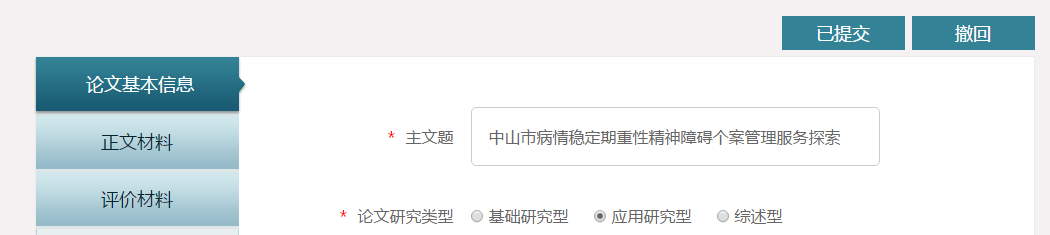 已提交 撤回
论文基本信息
正文材料
评价材料
* 主文题 中山市病情稳定期重性精神障碍个案管理服务探索
* 论文研究类型 基础研究型 应用研究型 综述型